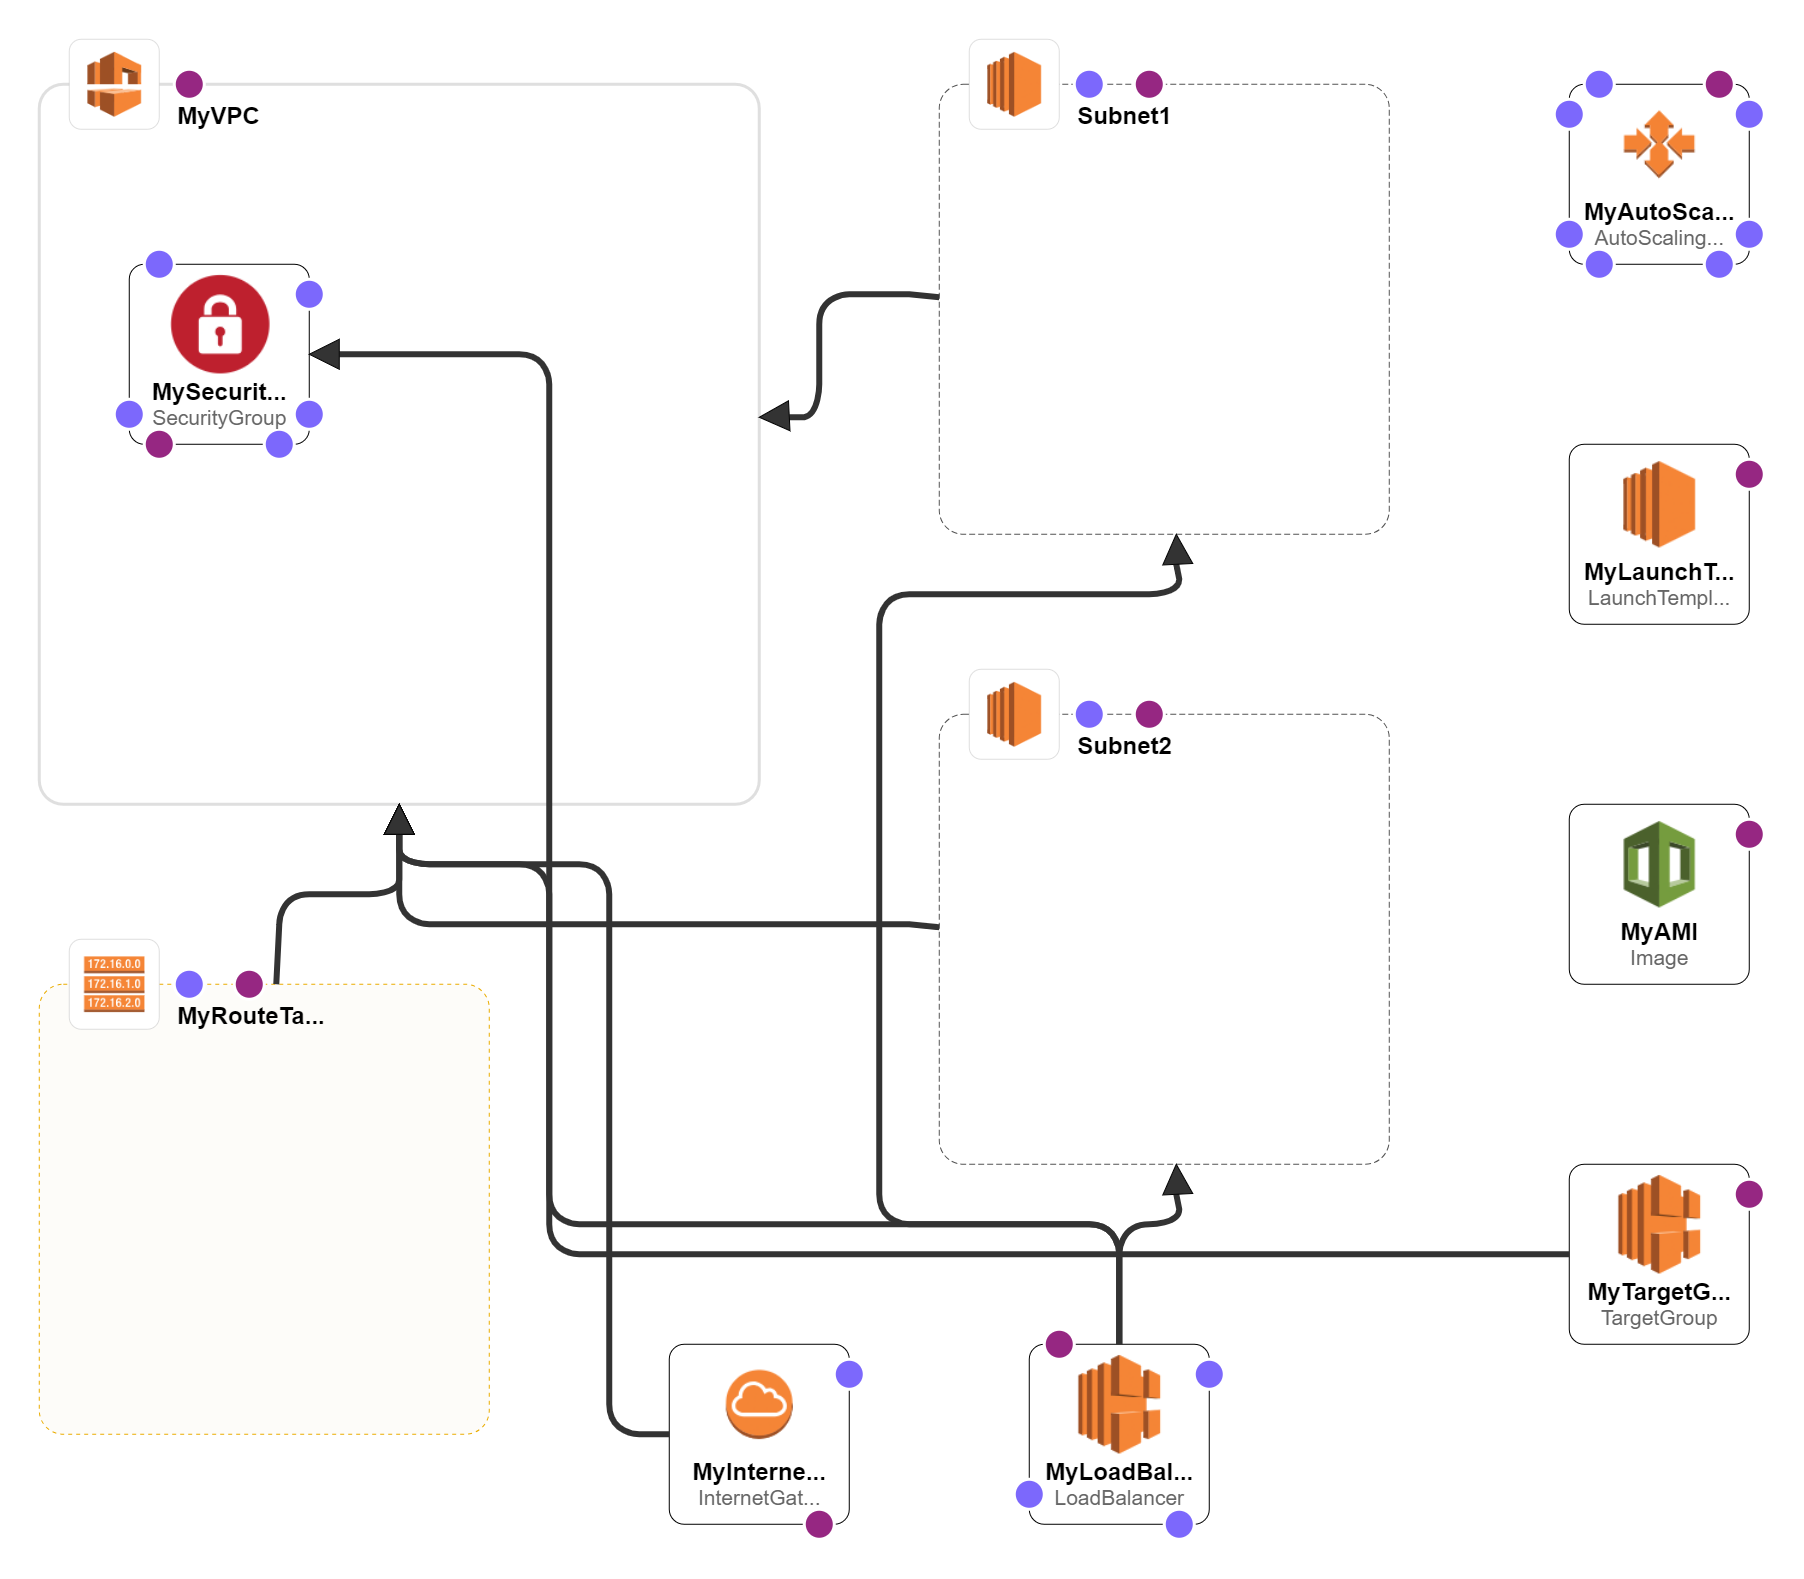 MyVPC
Subnet1
MyAutoSca...
AutoScaling...
MySecurit...
SecurityGroup
MyLaunchT...
LaunchTempl...
Subnet2
MyAMI
Image
172.16.0.0
172.16.1.0
172.16.2.0
MyRouteTa...
MyTargetG...
TargetGroup
MyInterne...
InternetGat...
MyLoadBal...
LoadBalancer